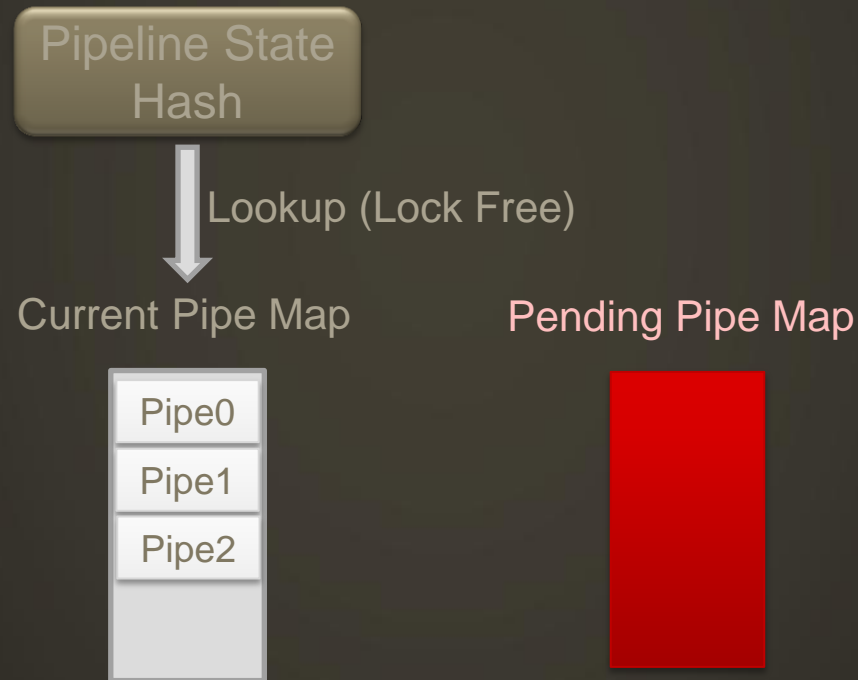 Pipeline State
Hash
Lookup (Lock Free)
Current Pipe Map
Pending Pipe Map
Pipe0
Pipe1
Pipe2